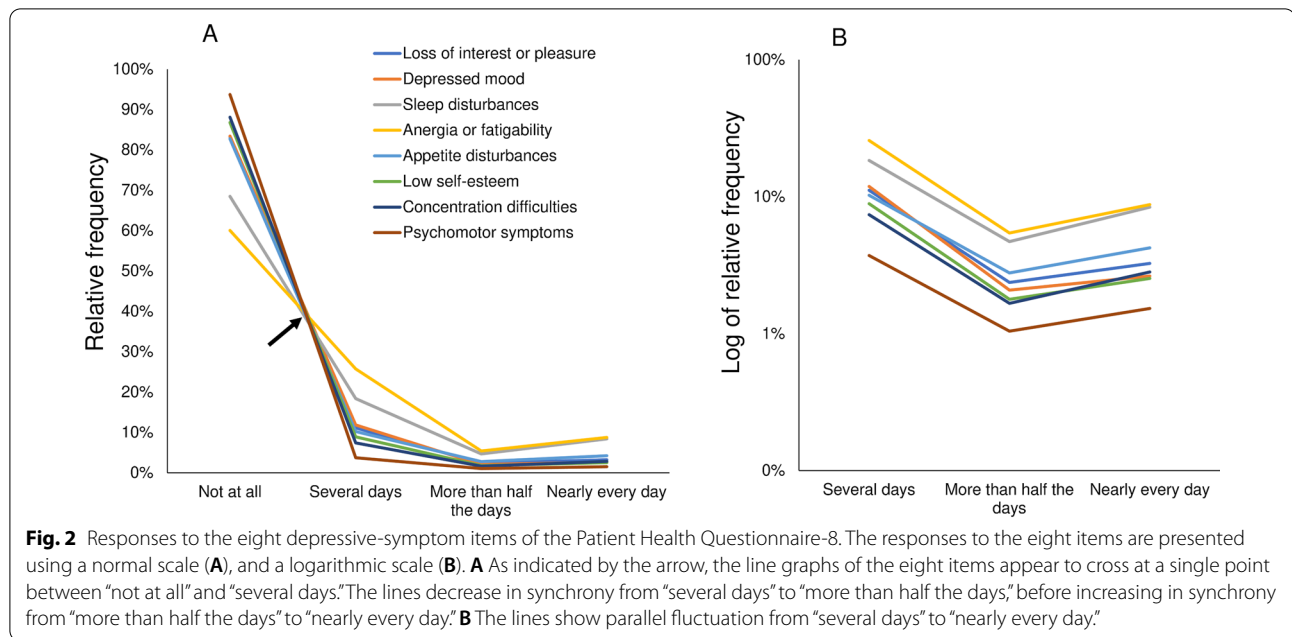 A
100%
90%
80%
70%
60%
50%
40%
30%
20%
10%
0%
Relative frequency
Loss of interest or pleasure
Depressed mood
Sleep disturbances
Anergia or fatigability
Appetite disturbances
Low self-esteem
Concentration difficulties
Psychomotor symptoms
Not at all
Several days
More than half
the days
Nearly every day
B
100%
10%
1%
0%
Log of relative frequency
Several days
More than half the
days
Nearly every day
Fig. 2 Responses to the eight depressive-symptom items of the Patient Health Questionnaire-8. The responses to the eight items are presented
using a normal scale (A), and a logarithmic scale (B). A As indicated by the arrow, the line graphs of the eight items appear to cross at a single point
between “not at all” and “several days.” The lines decrease in synchrony from “several days” to “more than half the days,” before increasing in synchrony
from “more than half the days” to “nearly every day.” B The lines show parallel fluctuation from “several days” to “nearly every day.”